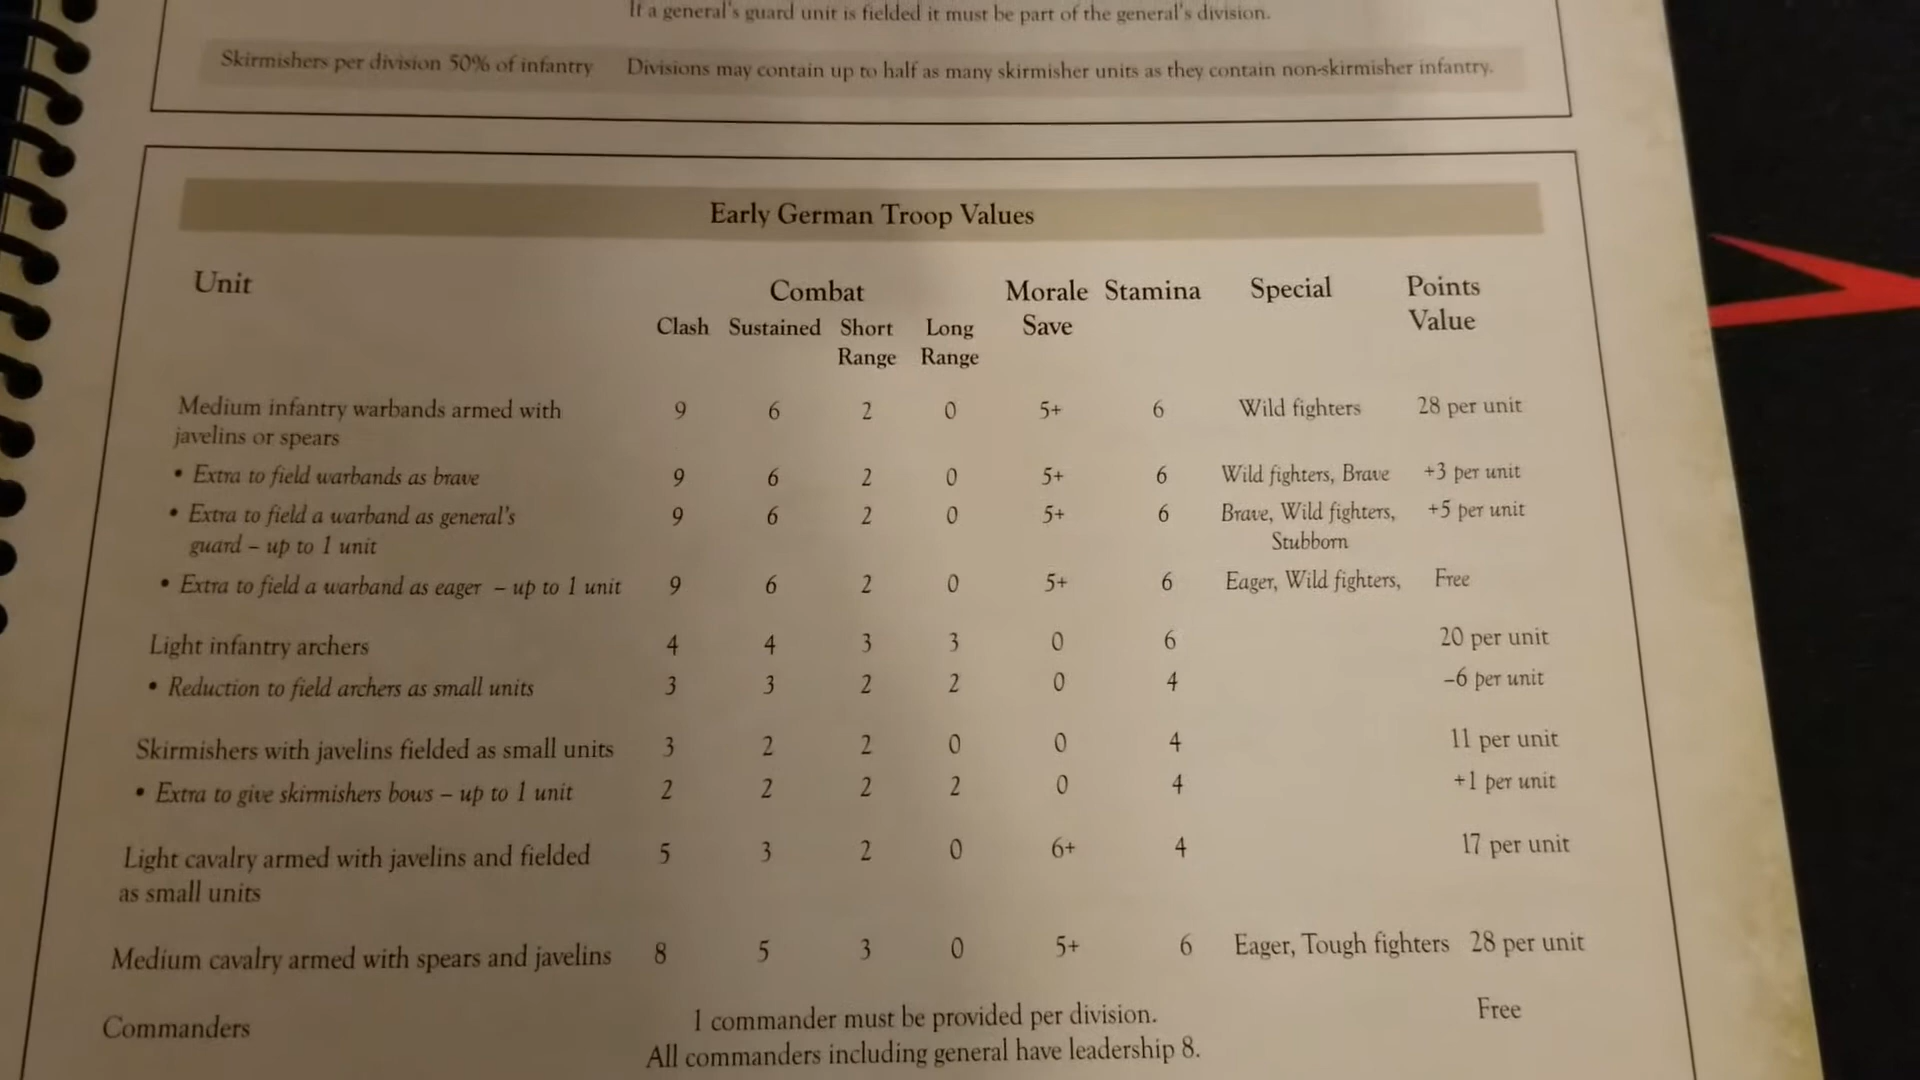 If a general's guard unit is fielded it must be part of the general's division.
Skirmishers per division 50% of infantry Divisions may contain up to half as many skirmisher units as they contain non-skirmisher infantry.
Early German Troop Values
Unit Combat Morale Stamina Special Points
Clash Sustained Short Long Save Value
Range Range
Medium infantry warbands armed with 9 6 2 0 5+ 6 Wild fighters 28 per unit
javelins or spears
• Extra to field warbands as brave 9 6 2 0 5+ 6 Wild fighters, Brave +3 per unit
• Extra to field a warband as general's 9 6 2 0 5+ 6 Brave, Wild fighters, +5 per unit
guard – up to 1 unit Stubborn
• Extra to field a warband as eager – up to 1 unit 9 6 2 0 5+ 6 Eager, Wild fighters, Free
Light infantry archers 4 4 3 3 0 6 20 per unit
• Reduction to field archers as small units 3 3 2 2 0 4 –6 per unit
Skirmishers with javelins fielded as small units 3 2 2 0 0 4 11 per unit
• Extra to give skirmishers bows – up to 1 unit 2 2 2 2 0 4 +1 per unit
Light cavalry armed with javelins and fielded 5 3 2 0 6+ 4 17 per unit
as small units
Medium cavalry armed with spears and javelins 8 5 3 0 5+ 6 Eager, Tough fighters 28 per unit
Commanders 1 commander must be provided per division. Free
All commanders including general have leadership 8.